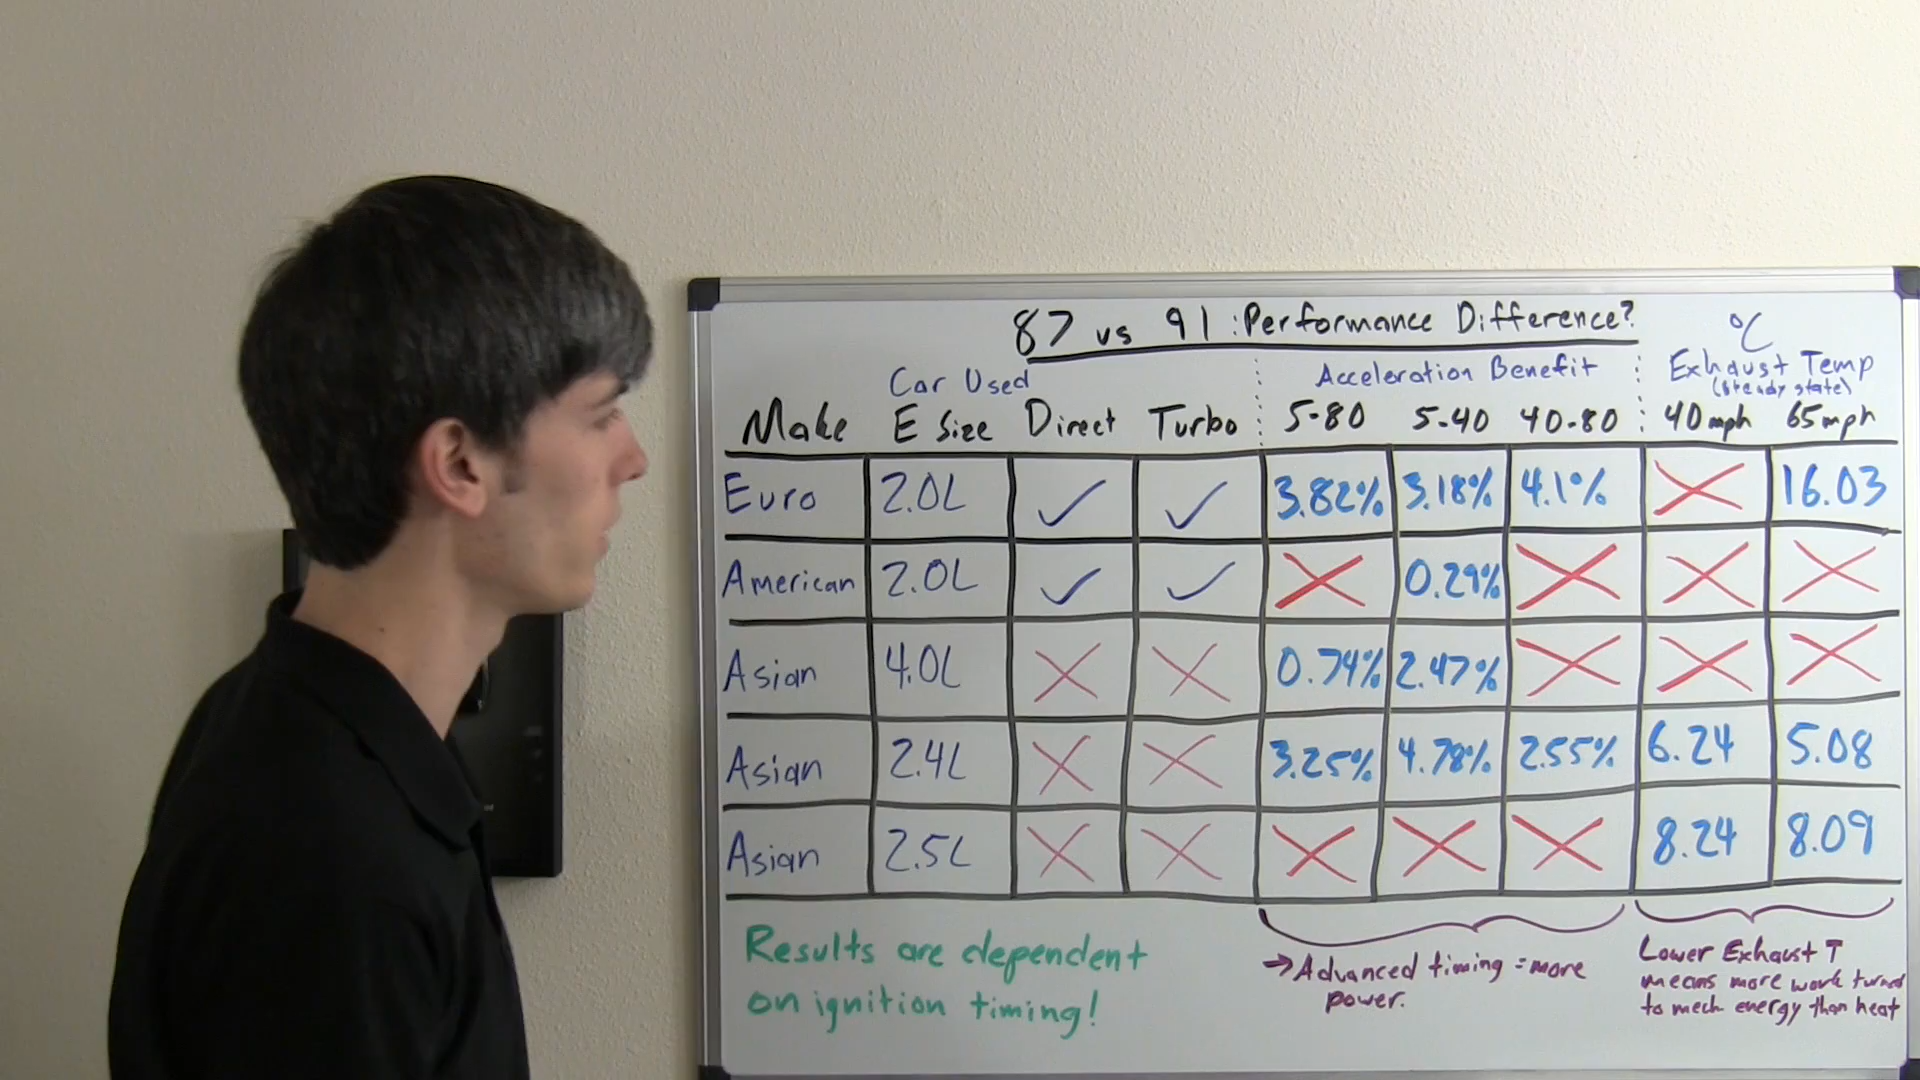 87 vs 91 : Performance Difference?
°C
Car Used
Acceleration Benefit
Exhaust Temp
(steady state)
Make E Size Direct Turbo 5-80 5-40 40-80 40mph 65mph
Euro 2.0L ✓ ✓ 3.82% 3.18% 4.1% X 16.03
American 2.0L ✓ ✓ X 0.29% X X X
Asian 4.0L X X 0.74% 2.47% X X X
Asian 2.4L X X 3.25% 4.78% 2.55% 6.24 5.08
Asian 2.5L X X X X X 8.24 8.09
Results are dependent
on ignition timing!
→ Advanced timing = more
power.
Lower Exhaust T
means more work turned
to mech energy than heat